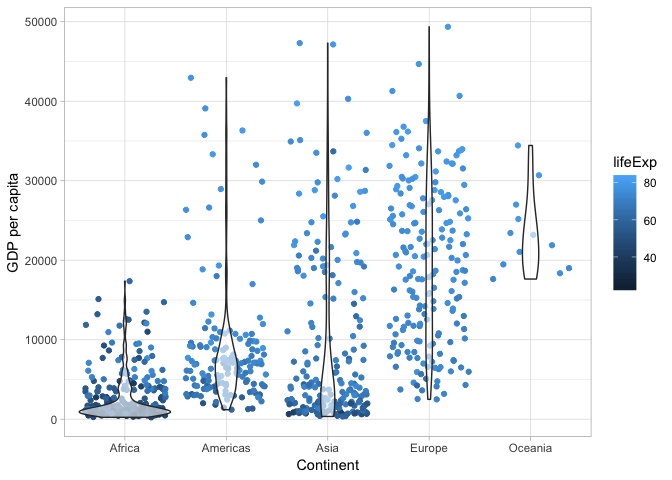 50000
40000
30000
20000
10000
0
GDP per capita
Africa
Americas
Asia
Europe
Oceania
Continent
lifeExp
80
60
40